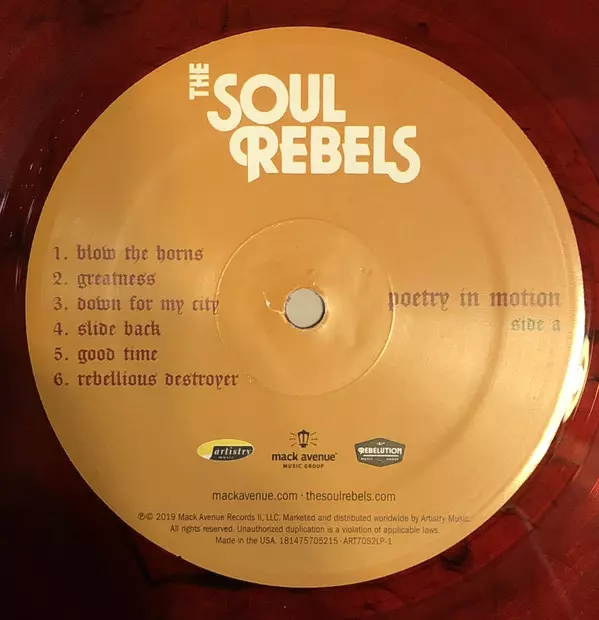 THE
SOUL
REBELS
1. blow the horns
2. greatness
3. down for my city
4. slide back
5. good time
6. rebellious destroyer
poetry in motion
side a
artistry
music
mack avenue
MUSIC GROUP
REBELUTION
mackavenue.com · thesoulrebels.com
℗© 2019 Mack Avenue Records II, LLC. Marketed and distributed worldwide by Artistry Music.
All rights reserved. Unauthorized duplication is a violation of applicable laws.
Made in the USA. 181475705215 · ART7052LP-1